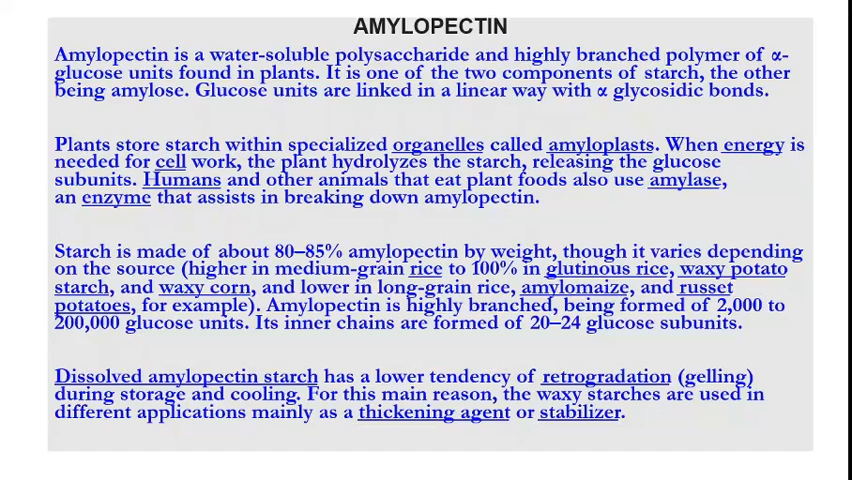 AMYLOPECTIN
Amylopectin is a water-soluble polysaccharide and highly branched polymer of α-
glucose units found in plants. It is one of the two components of starch, the other
being amylose. Glucose units are linked in a linear way with α glycosidic bonds.
Plants store starch within specialized organelles called amyloplasts. When energy is
needed for cell work, the plant hydrolyzes the starch, releasing the glucose
subunits. Humans and other animals that eat plant foods also use amylase,
an enzyme that assists in breaking down amylopectin.
Starch is made of about 80–85% amylopectin by weight, though it varies depending
on the source (higher in medium-grain rice to 100% in glutinous rice, waxy potato
starch, and waxy corn, and lower in long-grain rice, amylomaize, and russet
potatoes, for example). Amylopectin is highly branched, being formed of 2,000 to
200,000 glucose units. Its inner chains are formed of 20–24 glucose subunits.
Dissolved amylopectin starch has a lower tendency of retrogradation (gelling)
during storage and cooling. For this main reason, the waxy starches are used in
different applications mainly as a thickening agent or stabilizer.